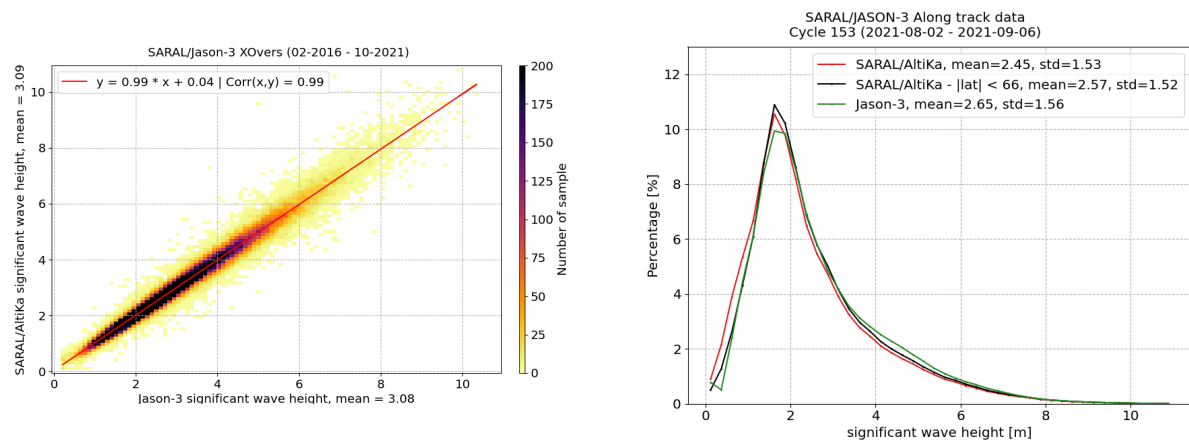 SARAL/Jason-3 XOvers (02-2016 - 10-2021)
y = 0.99 * x + 0.04 | Corr(x,y) = 0.99
SARAL/AltiKa significant wave height, mean = 3.09
10
8
6
4
2
0
0 2 4 6 8 10
Jason-3 significant wave height, mean = 3.08
200
175
150
125
100
75
50
25
0
Number of sample
SARAL/JASON-3 Along track data
Cycle 153 (2021-08-02 - 2021-09-06)
SARAL/AltiKa, mean=2.45, std=1.53
SARAL/AltiKa - ||lat| < 66, mean=2.57, std=1.52
Jason-3, mean=2.65, std=1.56
Percentage [%]
12
10
8
6
4
2
0
0 2 4 6 8 10
significant wave height [m]